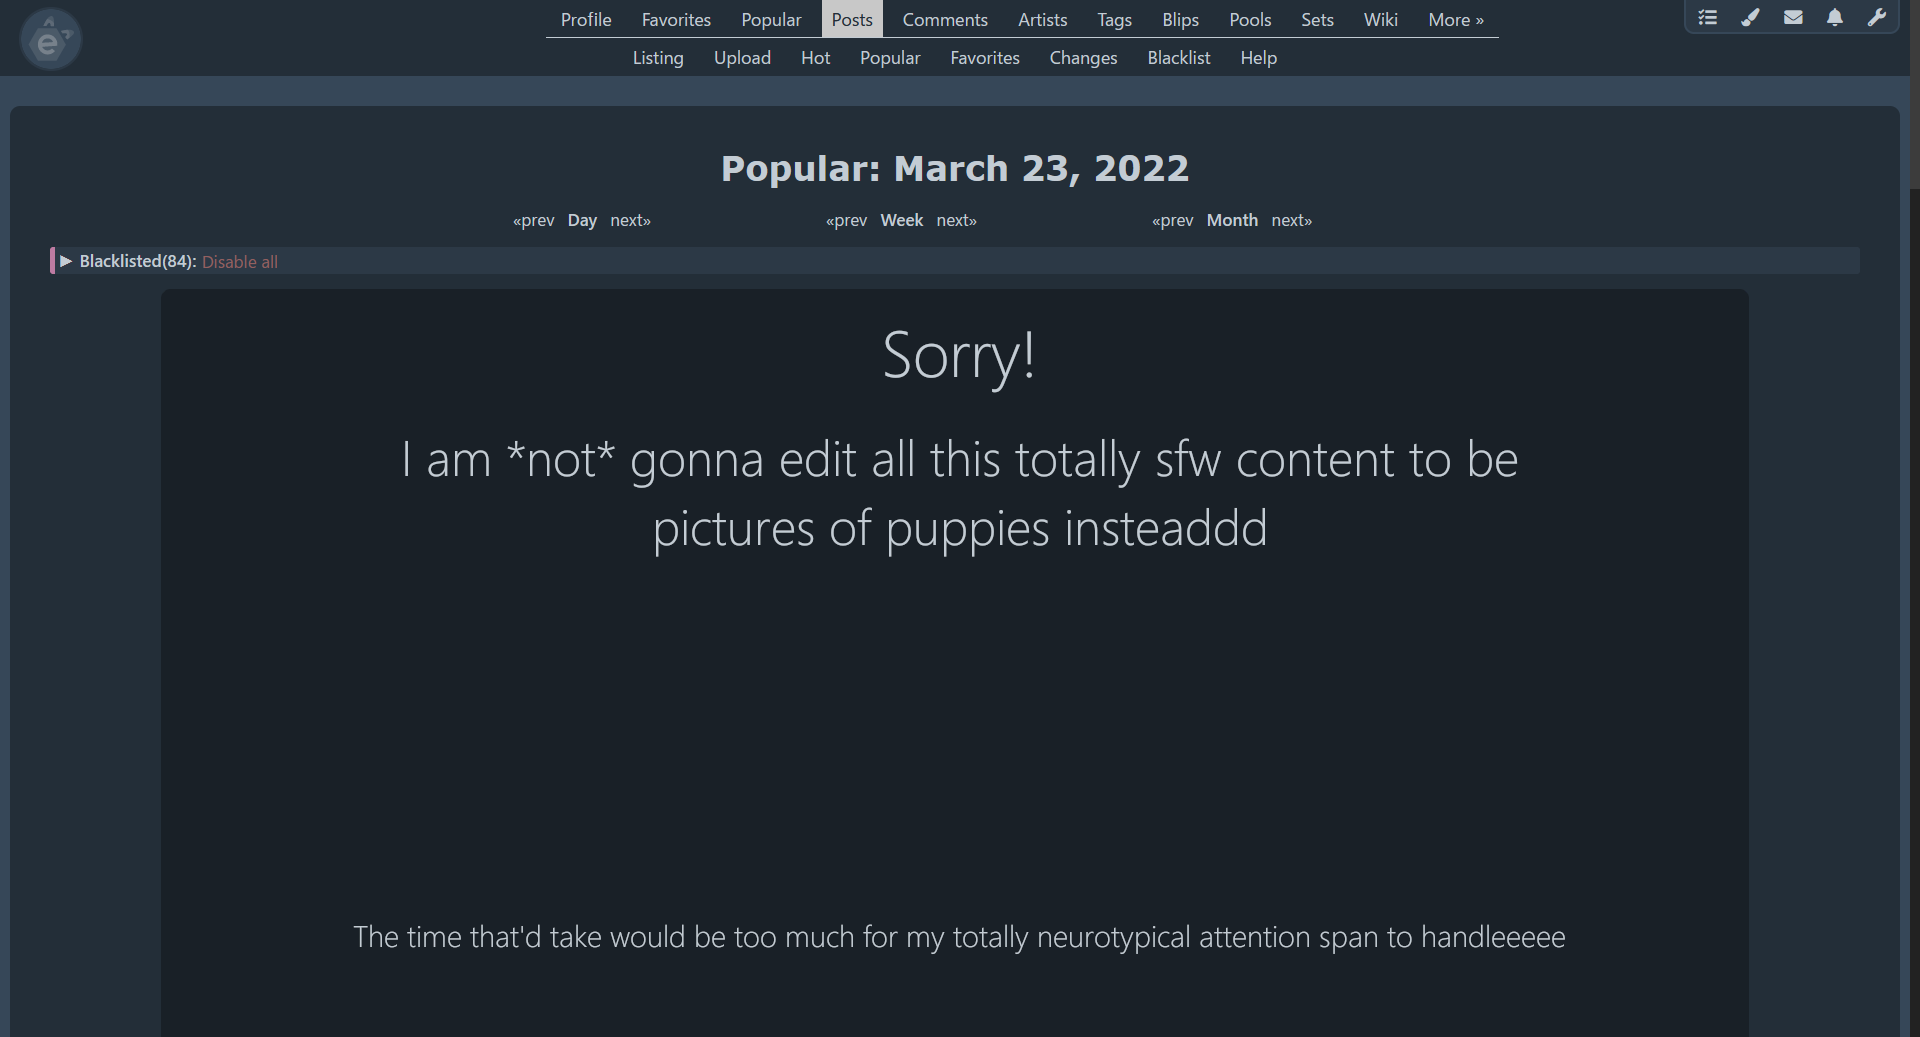 Profile Favorites Popular Posts Comments Artists Tags Blips Pools Sets Wiki More »
Listing Upload Hot Popular Favorites Changes Blacklist Help
Popular: March 23, 2022
«prev Day next» «prev Week next» «prev Month next»
▶ Blacklisted(84): Disable all
Sorry!
I am *not* gonna edit all this totally sfw content to be
pictures of puppies insteaddd
The time that'd take would be too much for my totally neurotypical attention span to handleeeee